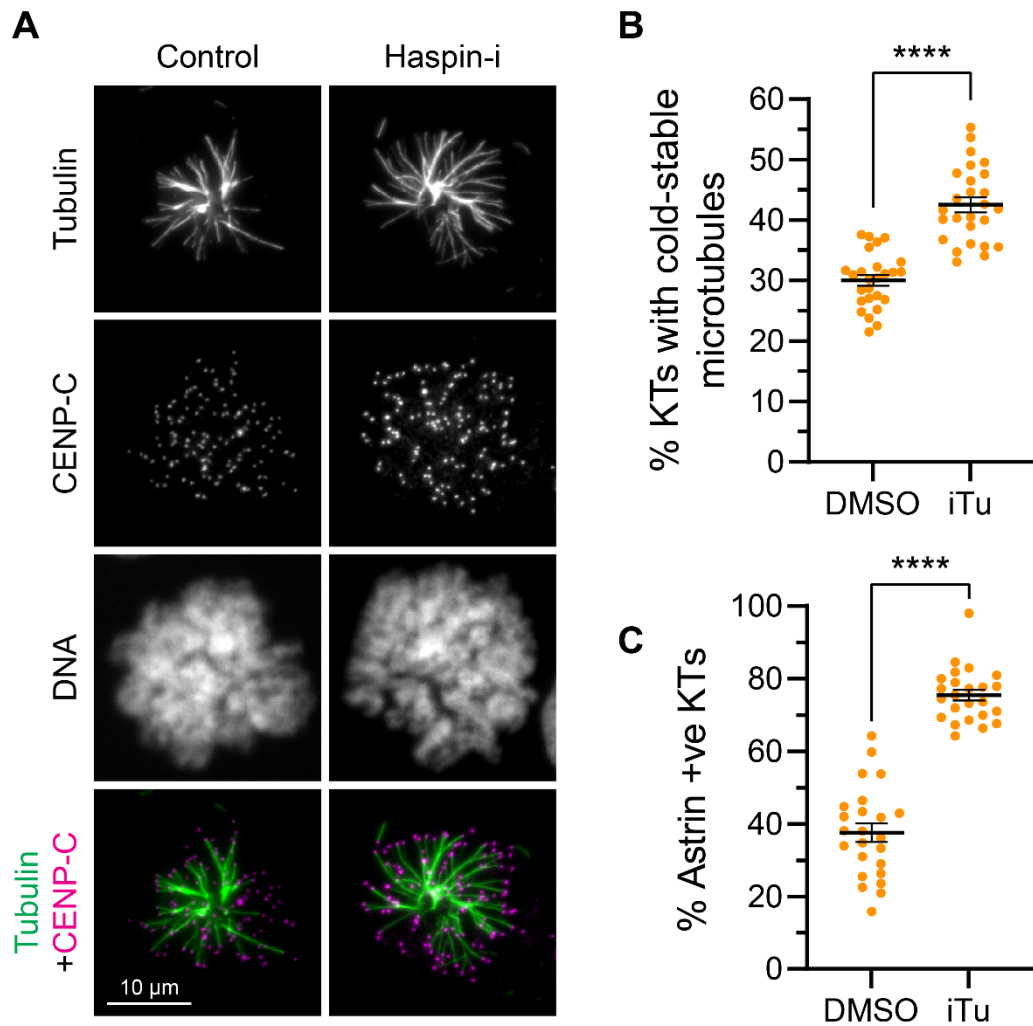 A
Control
Haspin-i
Tubulin
CENP-C
DNA
Tubulin
+CENP-C
10 µm
B
****
% KTs with cold-stable
microtubules
60
50
40
30
20
10
0
DMSO
iTu
C
****
% Astrin +ve KTs
100
80
60
40
20
0
DMSO
iTu